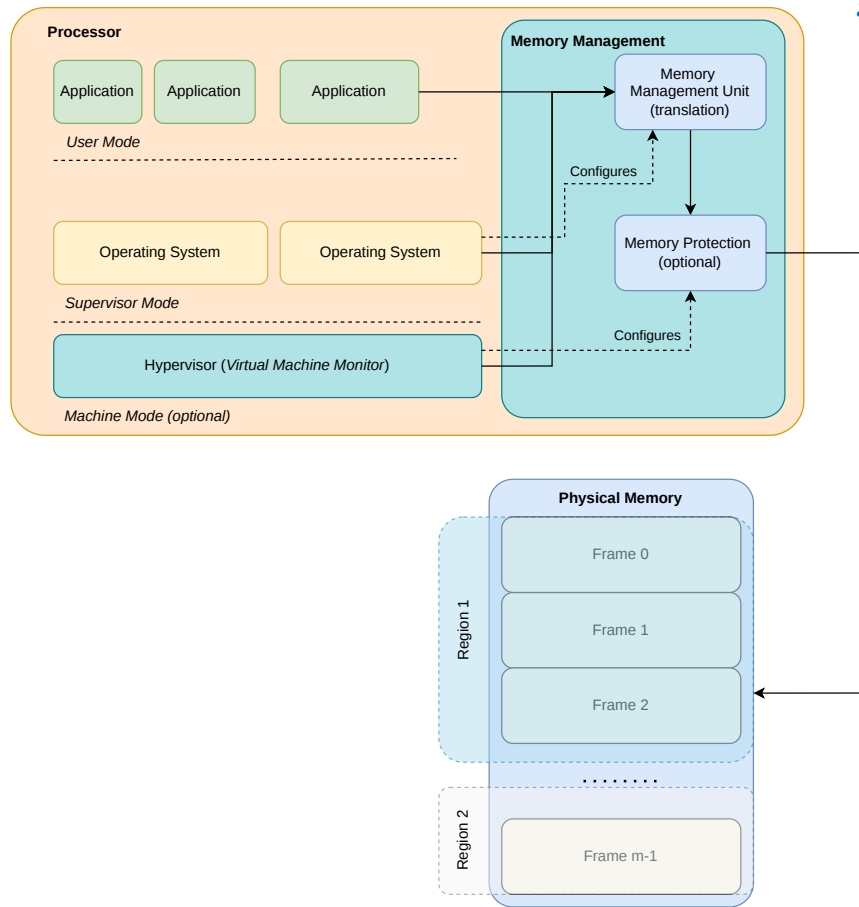 Processor
Memory Management
Application
Application
Application
Memory
Management Unit
(translation)
User Mode
Configures
Operating System
Operating System
Memory Protection
(optional)
Supervisor Mode
Configures
Hypervisor (Virtual Machine Monitor)
Machine Mode (optional)
Physical Memory
Frame 0
Region 1
Frame 1
Frame 2
........
Region 2
Frame m-1